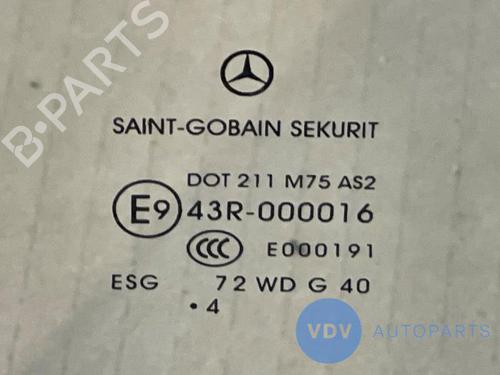 SAINT-GOBAIN SEKURIT
DOT 211 M75 AS2
E9 43R-000016
CCC E000191
ESG 72 WD G 40
•4
B-PARTS
VDV AUTOPARTS